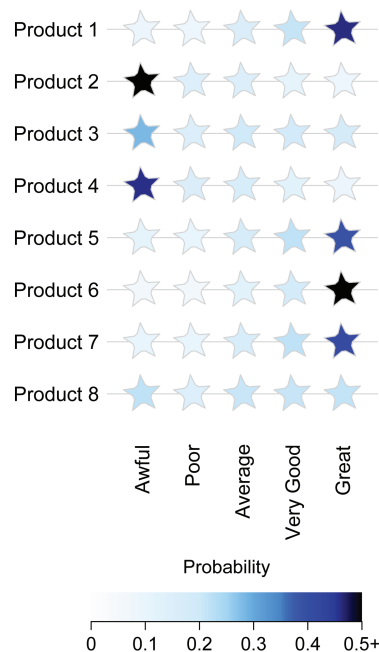 Product 1
Product 2
Product 3
Product 4
Product 5
Product 6
Product 7
Product 8
Awful
Poor
Average
Very Good
Great
Probability
0 0.1 0.2 0.3 0.4 0.5+